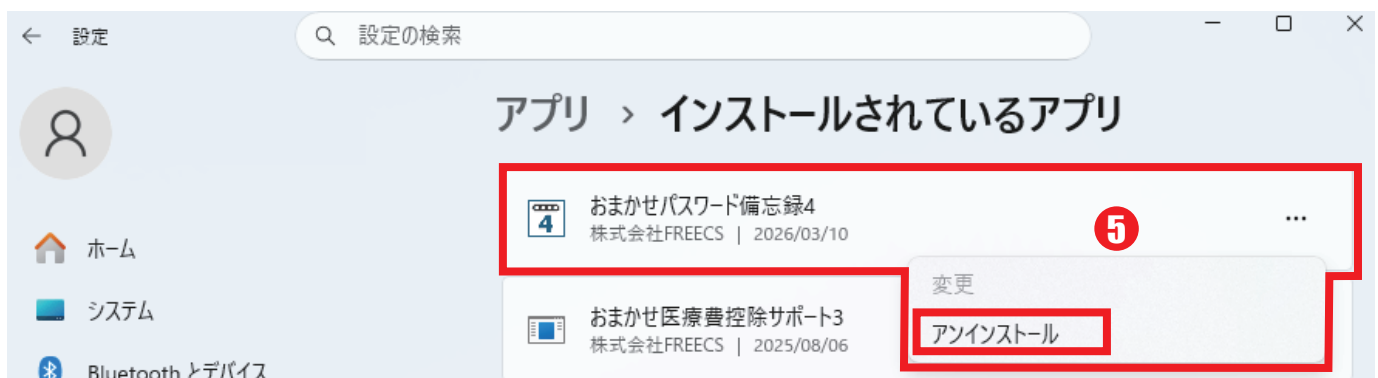 ← 設定
設定の検索
アプリ › インストールされているアプリ
4
おまかせパスワード備忘録4
株式会社FREECS | 2026/03/10
5
ホーム
変更
システム
おまかせ医療費控除サポート3
アンインストール
株式会社FREECS | 2025/08/06
Bluetooth とデバイス